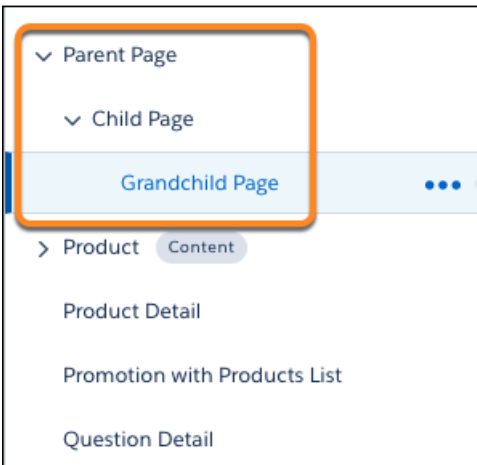 Parent Page
Child Page
Grandchild Page
Product Content
Product Detail
Promotion with Products List
Question Detail